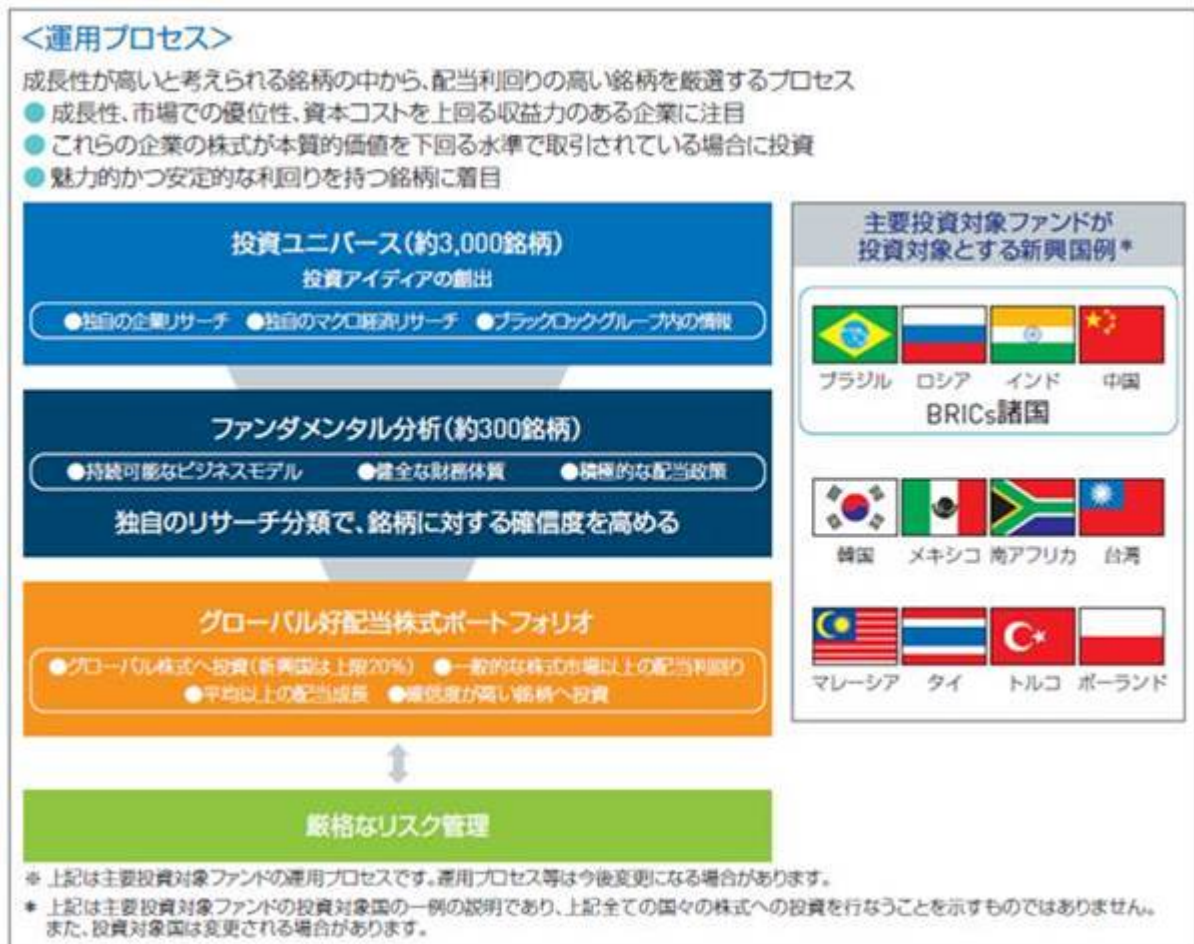 <運用プロセス>
成長性が高いと考えられる銘柄の中から、配当利回りの高い銘柄を厳選するプロセス
● 成長性、市場での優位性、資本コストを上回る収益力のある企業に注目
● これらの企業の株式が本質的価値を下回る水準で取引されている場合に投資
● 魅力的かつ安定的な利回りを持つ銘柄に着目
投資ユニバース(約3,000銘柄)
投資アイディアの創出
●独自の企業リサーチ ●独自のマクロ経済リサーチ ●ブラックロック・グループ内の情報
ファンダメンタル分析(約300銘柄)
●持続可能なビジネスモデル ●健全な財務体質 ●積極的な配当政策
独自のリサーチ分類で、銘柄に対する確信度を高める
グローバル好配当株式ポートフォリオ
●グローバル株式へ投資(新興国は上限20%) ●一般的な株式市場以上の配当利回り
●平均以上の配当成長 ●確信度が高い銘柄へ投資
厳格なリスク管理
主要投資対象ファンドが
投資対象とする新興国例*
ブラジル ロシア インド 中国
BRICs諸国
韓国 メキシコ 南アフリカ 台湾
マレーシア タイ トルコ ポーランド
※ 上記は主要投資対象ファンドの運用プロセスです。運用プロセス等は今後変更になる場合があります。
* 上記は主要投資対象ファンドの投資対象国の一例の説明であり、上記全ての国々の株式への投資を行なうことを示すものではありません。
また、投資対象国は変更される場合があります。